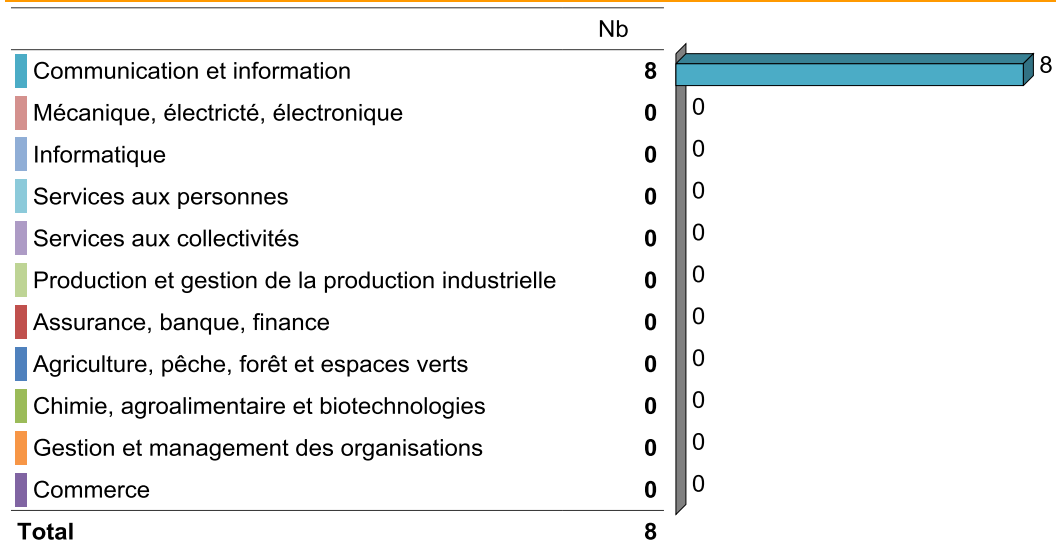 Nb
Communication et information 8 8
Mécanique, électricté, électronique 0 0
Informatique 0 0
Services aux personnes 0 0
Services aux collectivités 0 0
Production et gestion de la production industrielle 0 0
Assurance, banque, finance 0 0
Agriculture, pêche, forêt et espaces verts 0 0
Chimie, agroalimentaire et biotechnologies 0 0
Gestion et management des organisations 0 0
Commerce 0 0
Total 8